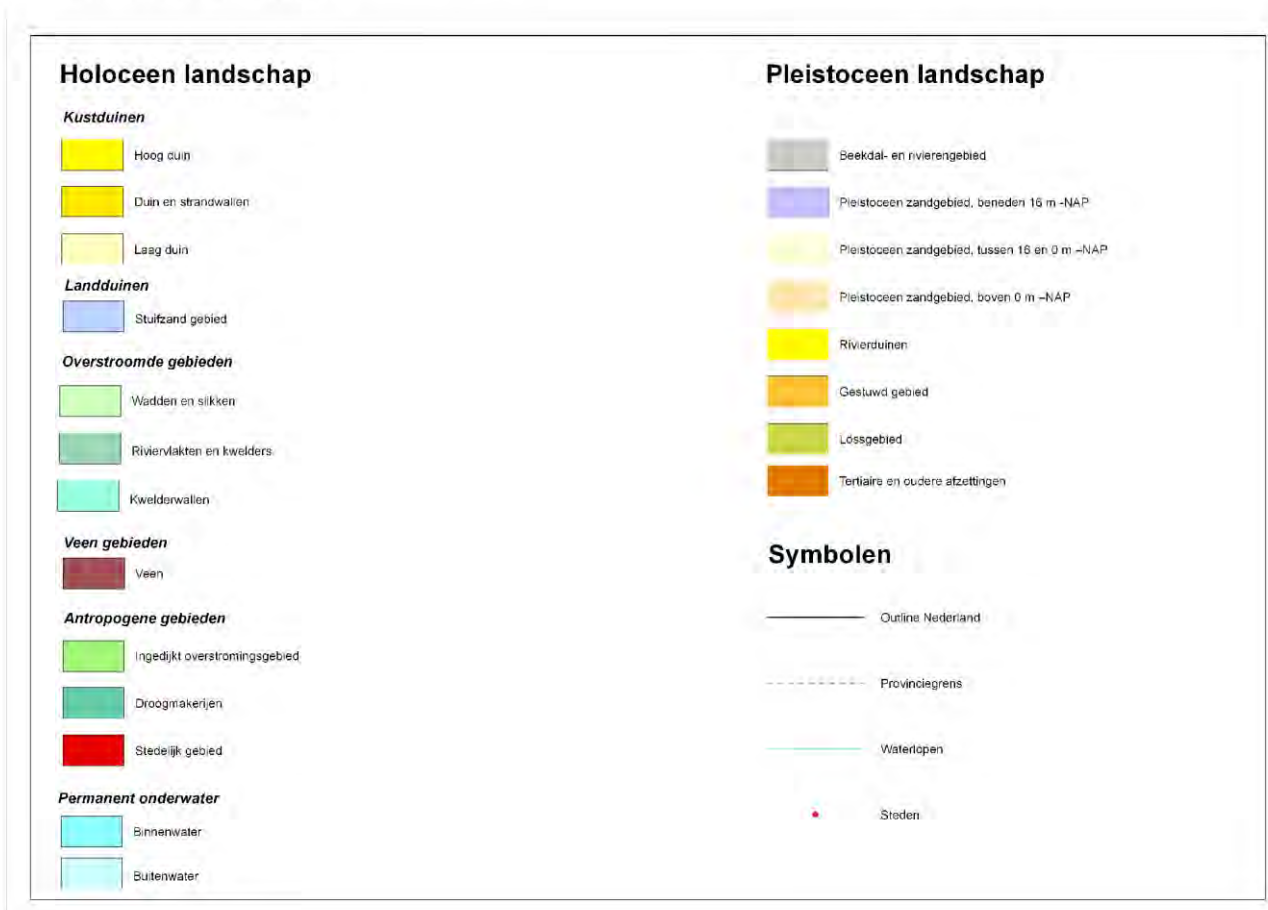 Holoceen landschap
Kustduinen
Hoog duin
Duin en strandwallen
Laag duin
Landduinen
Stuifzand gebied
Overstroomde gebieden
Wadden en slikken
Riviervlakten en kwelders
Kwelderwallen
Veen gebieden
Veen
Antropogene gebieden
Ingedijkt overstromingsgebied
Droogmakerijen
Stedelijk gebied
Permanent onderwater
Binnenwater
Buitenwater
Pleistoceen landschap
Beekdal- en rivierengebied
Pleistoceen zandgebied, beneden 16 m -NAP
Pleistoceen zandgebied, tussen 16 en 0 m –NAP
Pleistoceen zandgebied, boven 0 m –NAP
Rivierduinen
Gestuwd gebied
Lössgebied
Tertiaire en oudere afzettingen
Symbolen
Outline Nederland
Provinciegrens
Waterlopen
Steden